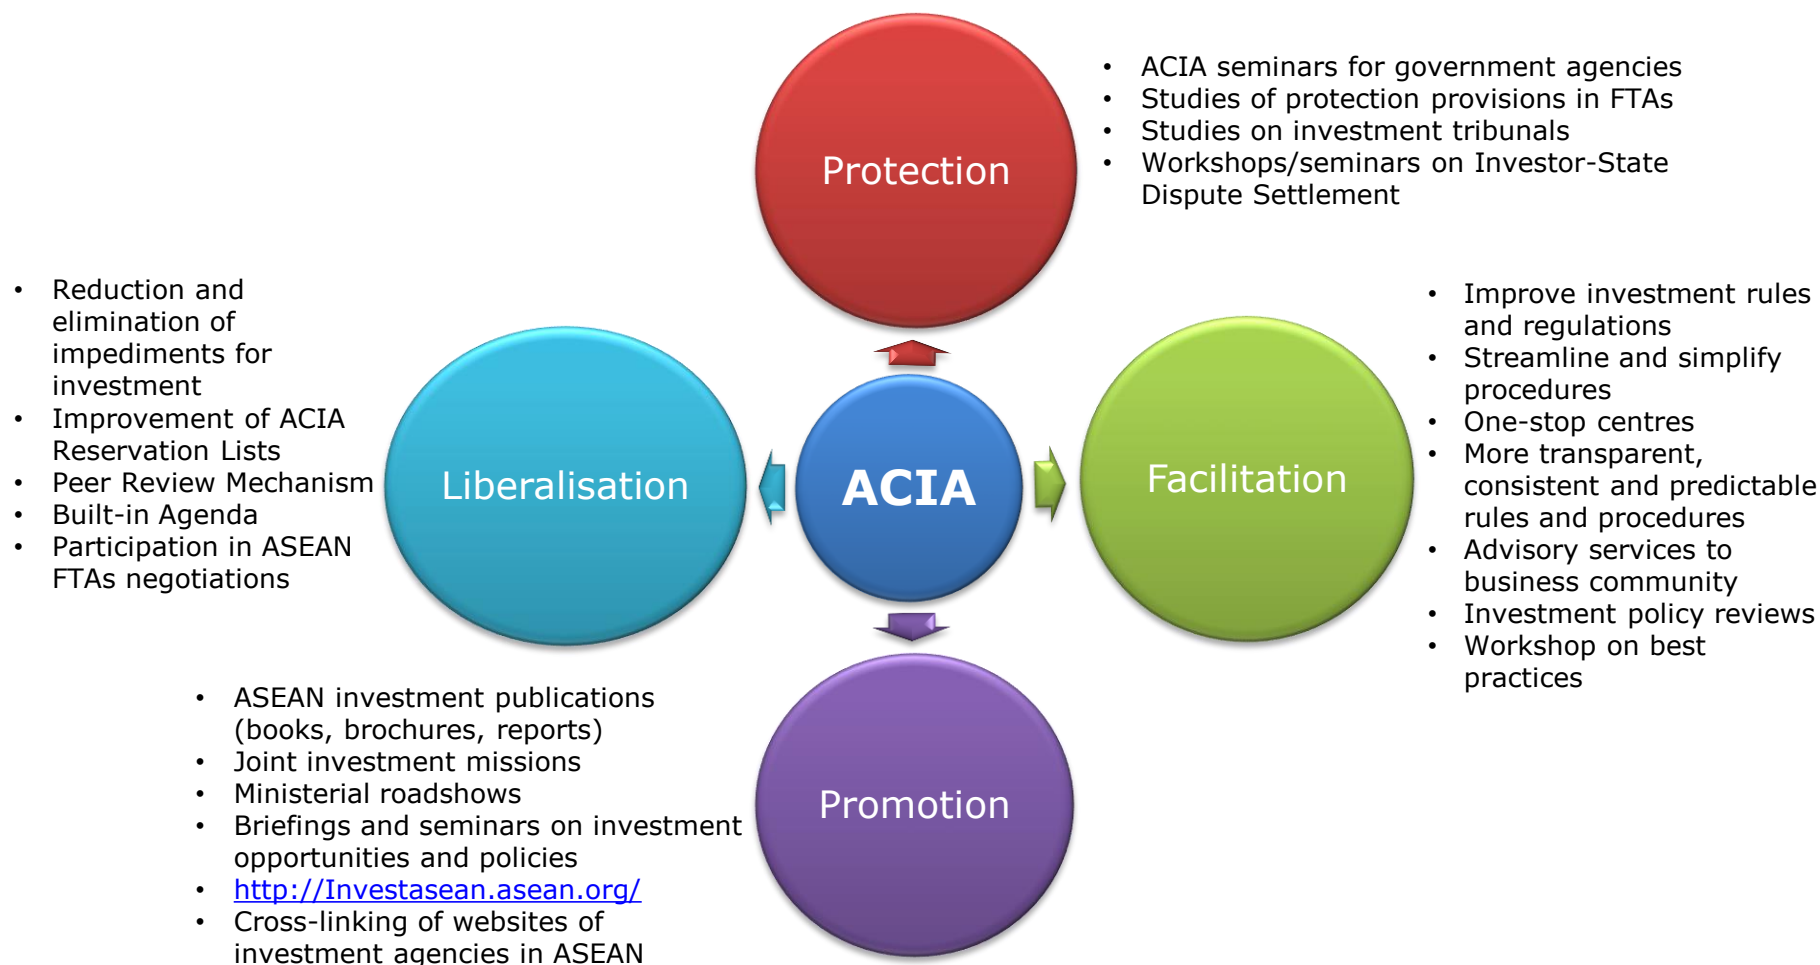 Protection
• ACIA seminars for government agencies
• Studies of protection provisions in FTAs
• Studies on investment tribunals
• Workshops/seminars on Investor-State
Dispute Settlement
• Reduction and
elimination of
impediments for
investment
• Improvement of ACIA
Reservation Lists
• Peer Review Mechanism
• Built-in Agenda
• Participation in ASEAN
FTAs negotiations
Liberalisation
ACIA
Facilitation
• Improve investment rules
and regulations
• Streamline and simplify
procedures
• One-stop centres
• More transparent,
consistent and predictable
rules and procedures
• Advisory services to
business community
• Investment policy reviews
• Workshop on best
practices
• ASEAN investment publications
(books, brochures, reports)
• Joint investment missions
• Ministerial roadshows
• Briefings and seminars on investment
opportunities and policies
• http://Investasean.asean.org/
• Cross-linking of websites of
investment agencies in ASEAN
Promotion